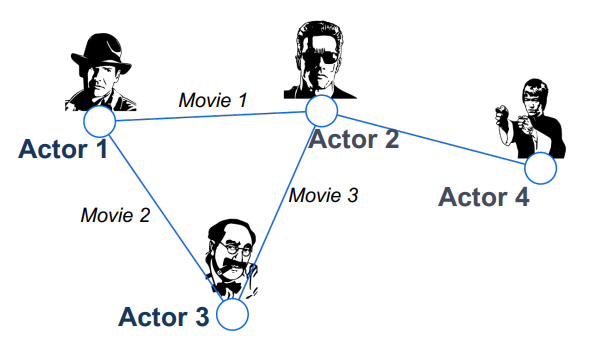 Movie 1
Actor 1
Actor 2
Actor 4
Movie 2
Movie 3
Actor 3